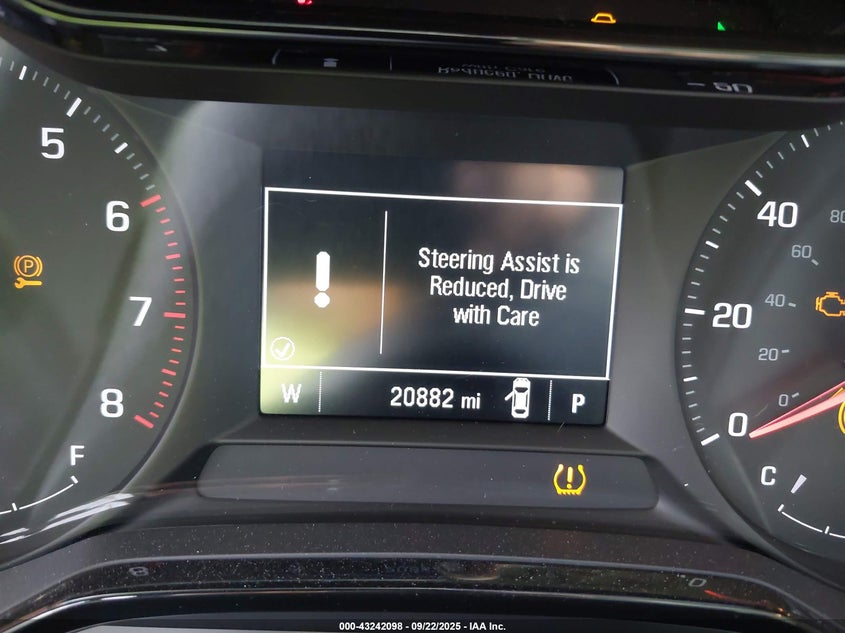 5
6
7
8
F
P
Steering Assist is
Reduced, Drive
with Care
W
20882 mi
P
40
20
0
80
60
40
20
0
C
000-43242098 - 09/22/2025 - IAA Inc.